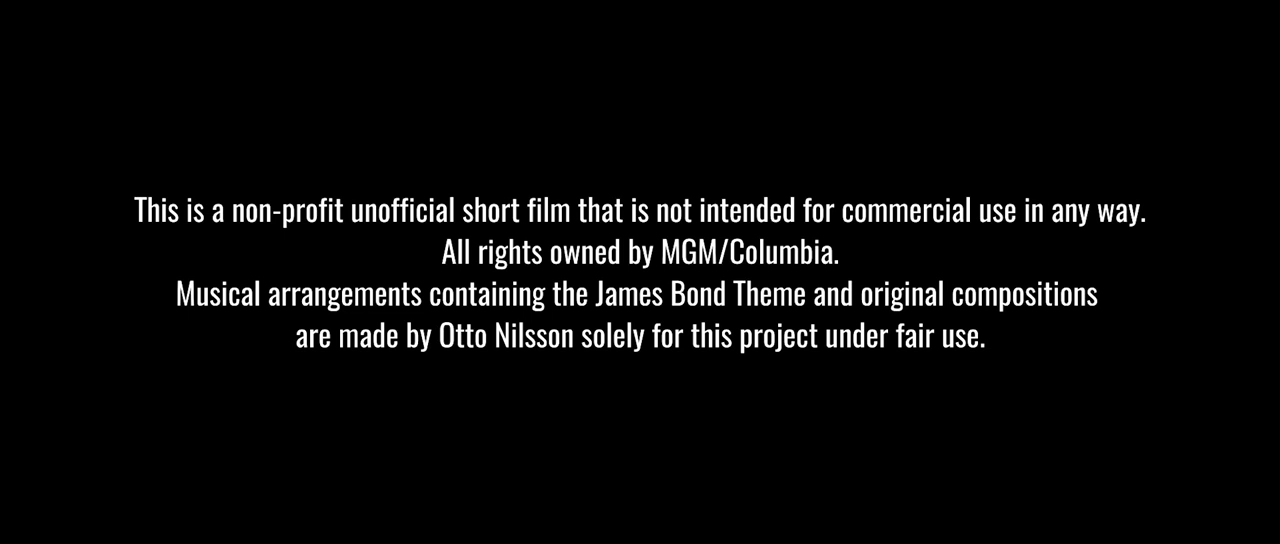 This is a non-profit unofficial short film that is not intended for commercial use in any way.
All rights owned by MGM/Columbia.
Musical arrangements containing the James Bond Theme and original compositions
are made by Otto Nilsson solely for this project under fair use.